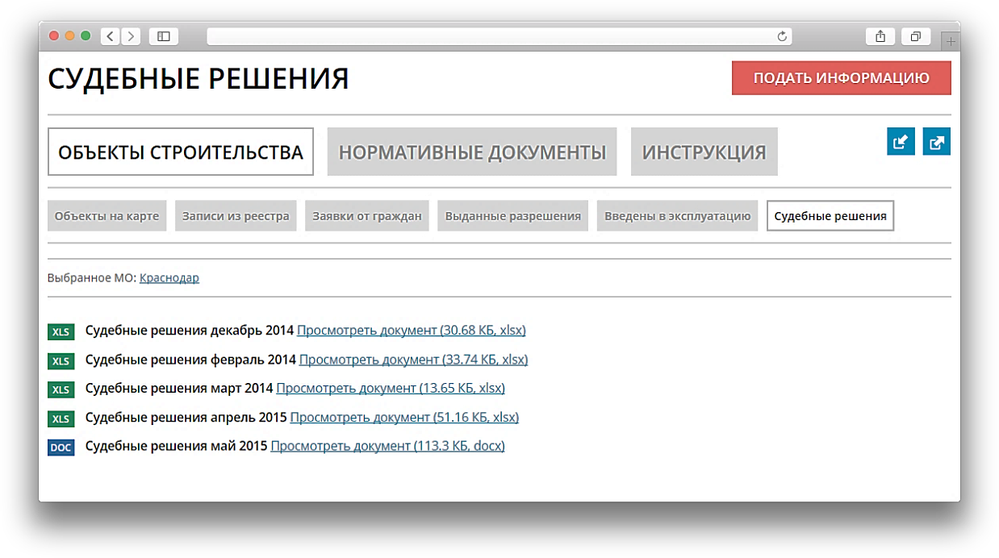 СУДЕБНЫЕ РЕШЕНИЯ
ПОДАТЬ ИНФОРМАЦИЮ
ОБЪЕКТЫ СТРОИТЕЛЬСТВА
НОРМАТИВНЫЕ ДОКУМЕНТЫ
ИНСТРУКЦИЯ
Объекты на карте
Записи из реестра
Заявки от граждан
Выданные разрешения
Введены в эксплуатацию
Судебные решения
Выбранное МО: Краснодар
XLS Судебные решения декабрь 2014 Просмотреть документ (30.68 КБ, xlsx)
XLS Судебные решения февраль 2014 Просмотреть документ (33.74 КБ, xlsx)
XLS Судебные решения март 2014 Просмотреть документ (13.65 КБ, xlsx)
XLS Судебные решения апрель 2015 Просмотреть документ (51.16 КБ, xlsx)
DOC Судебные решения май 2015 Просмотреть документ (113.3 КБ, docx)